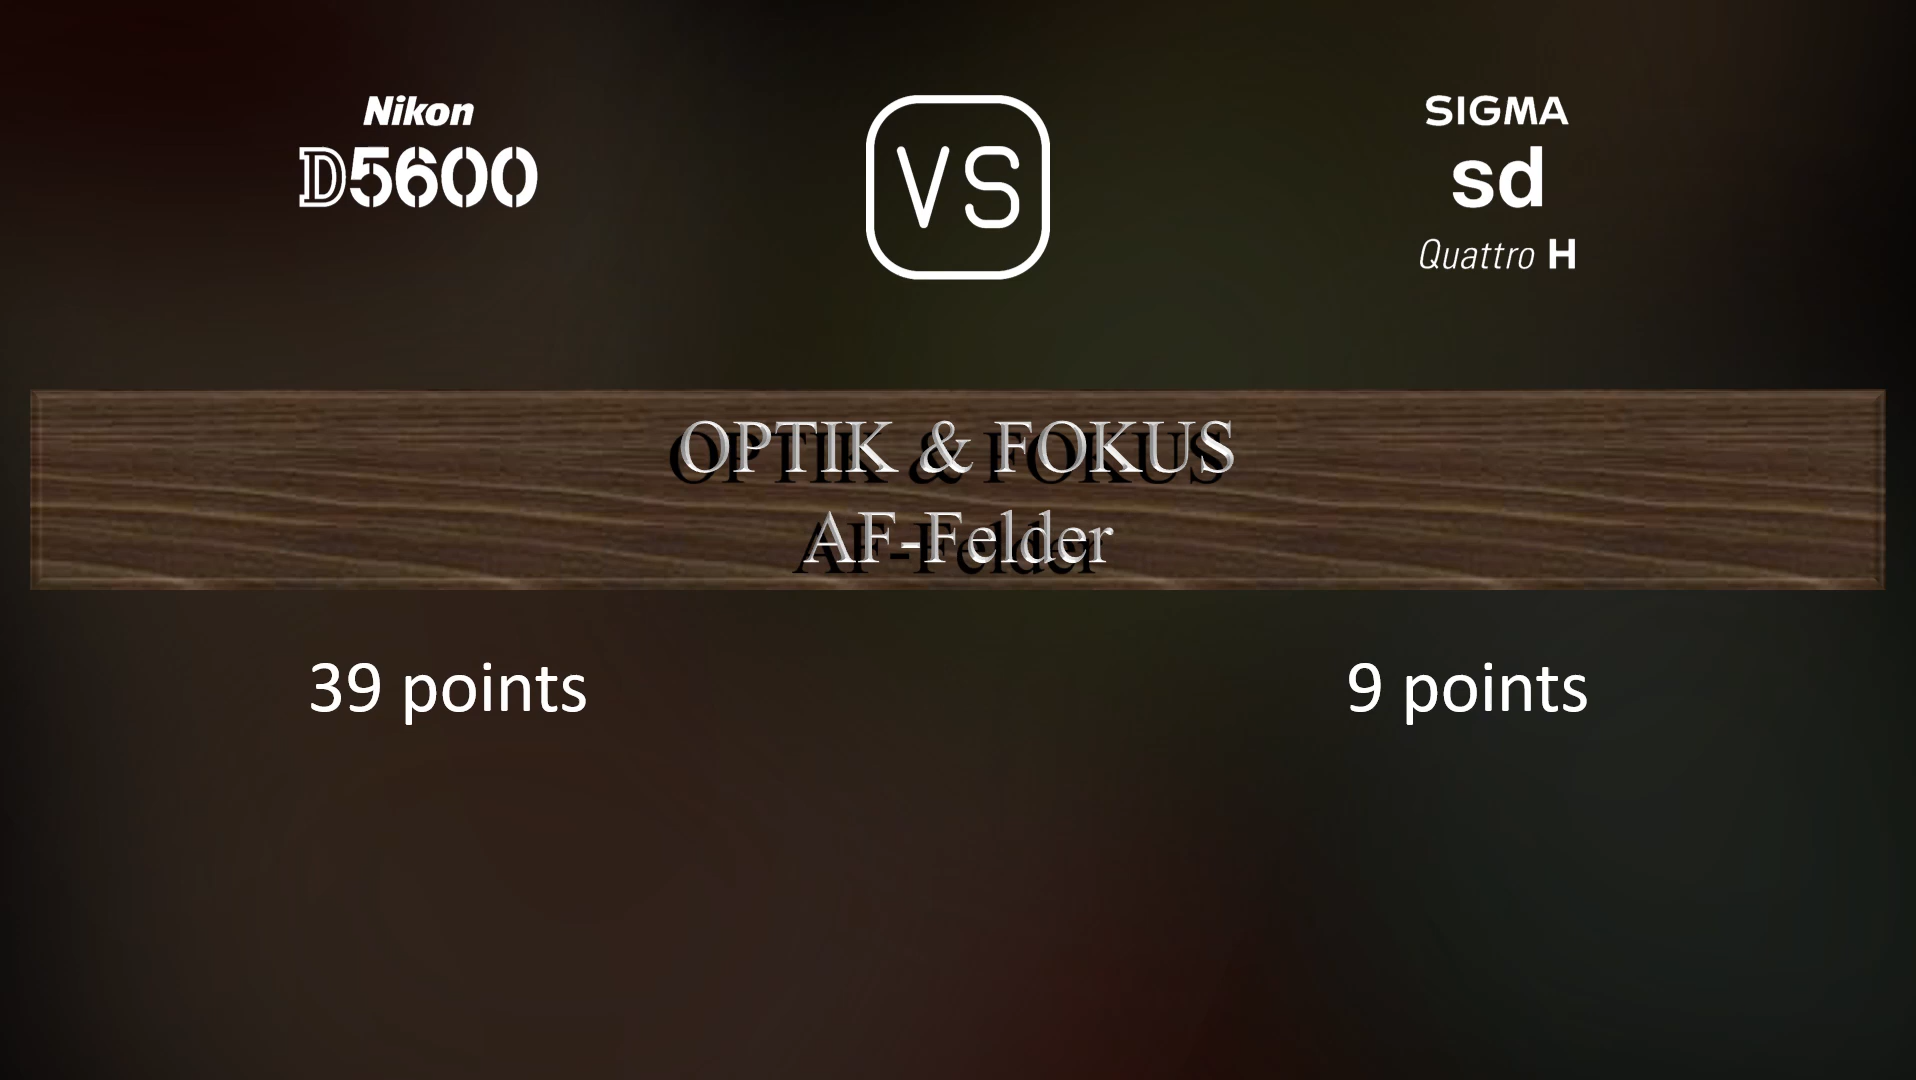 Nikon
D5600
VS
SIGMA
sd
Quattro H
OPTIK & FOKUS
AF-Felder
39 points
9 points